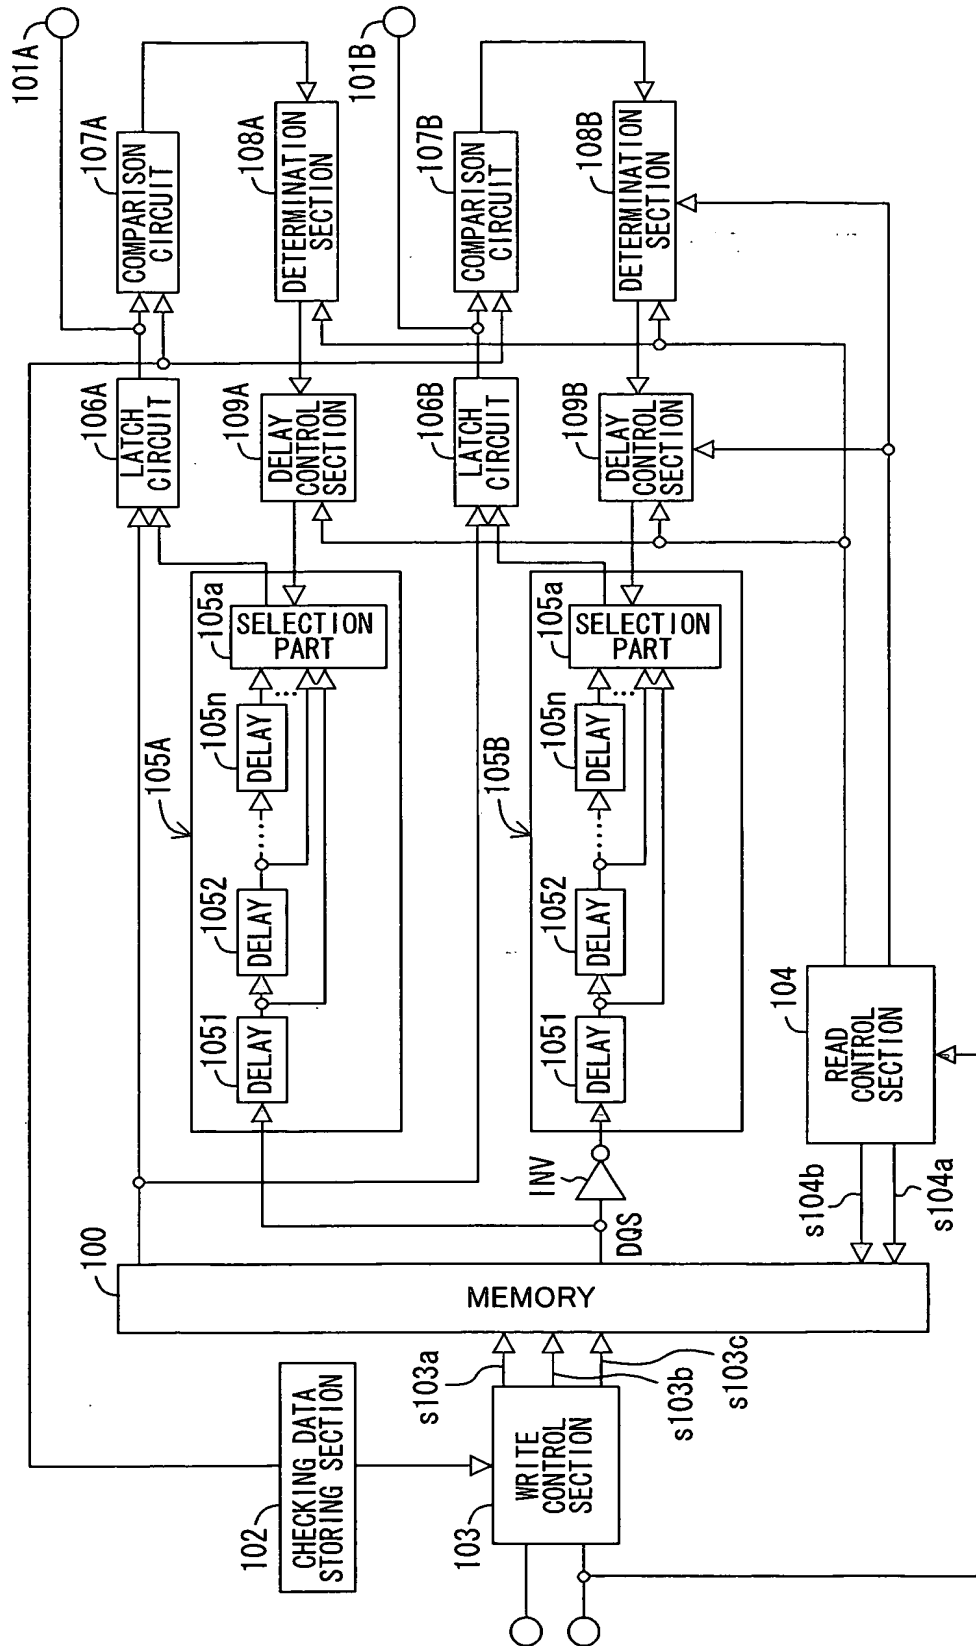 101A
107A
COMPARISON
CIRCUIT
108A
DETERMINATION
SECTION
101B
107B
COMPARISON
CIRCUIT
108B
DETERMINATION
SECTION
106A
LATCH
CIRCUIT
109A
DELAY
CONTROL
SECTION
106B
LATCH
CIRCUIT
109B
DELAY
CONTROL
SECTION
105A
105a
SELECTION
PART
105n
DELAY
1052
DELAY
1051
DELAY
105B
105a
SELECTION
PART
105n
DELAY
1052
DELAY
1051
DELAY
INV
DQS
104
READ
CONTROL
SECTION
s104b
s104a
100
MEMORY
s103a
s103b
s103c
102
CHECKING DATA
STORING SECTION
103
WRITE
CONTROL
SECTION